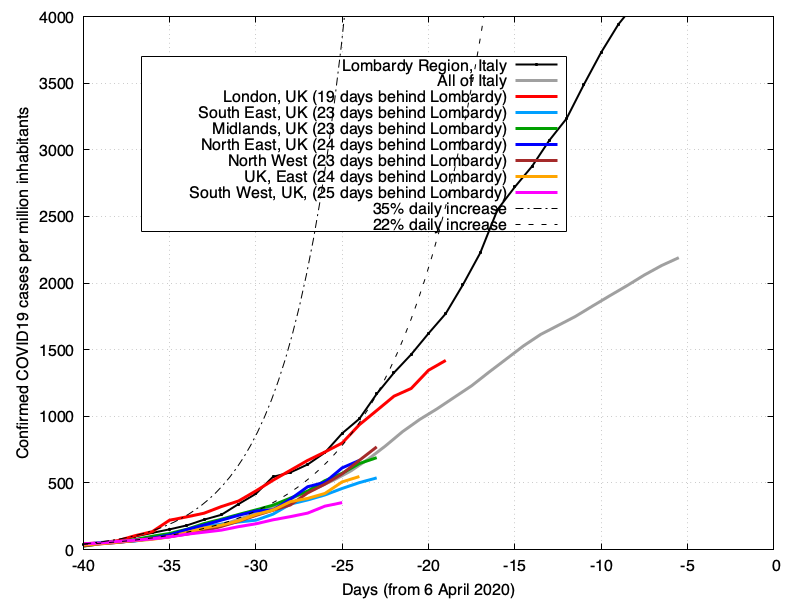 4000
3500
3000
2500
2000
1500
1000
500
0
Confirmed COVID19 cases per million inhabitants
Lombardy Region, Italy
All of Italy
London, UK (19 days behind Lombardy)
South East, UK (23 days behind Lombardy)
Midlands, UK (23 days behind Lombardy)
North East, UK (24 days behind Lombardy)
North West (23 days behind Lombardy)
UK, East (24 days behind Lombardy)
South West, UK, (25 days behind Lombardy)
35% daily increase
22% daily increase
-40 -35 -30 -25 -20 -15 -10 -5 0
Days (from 6 April 2020)